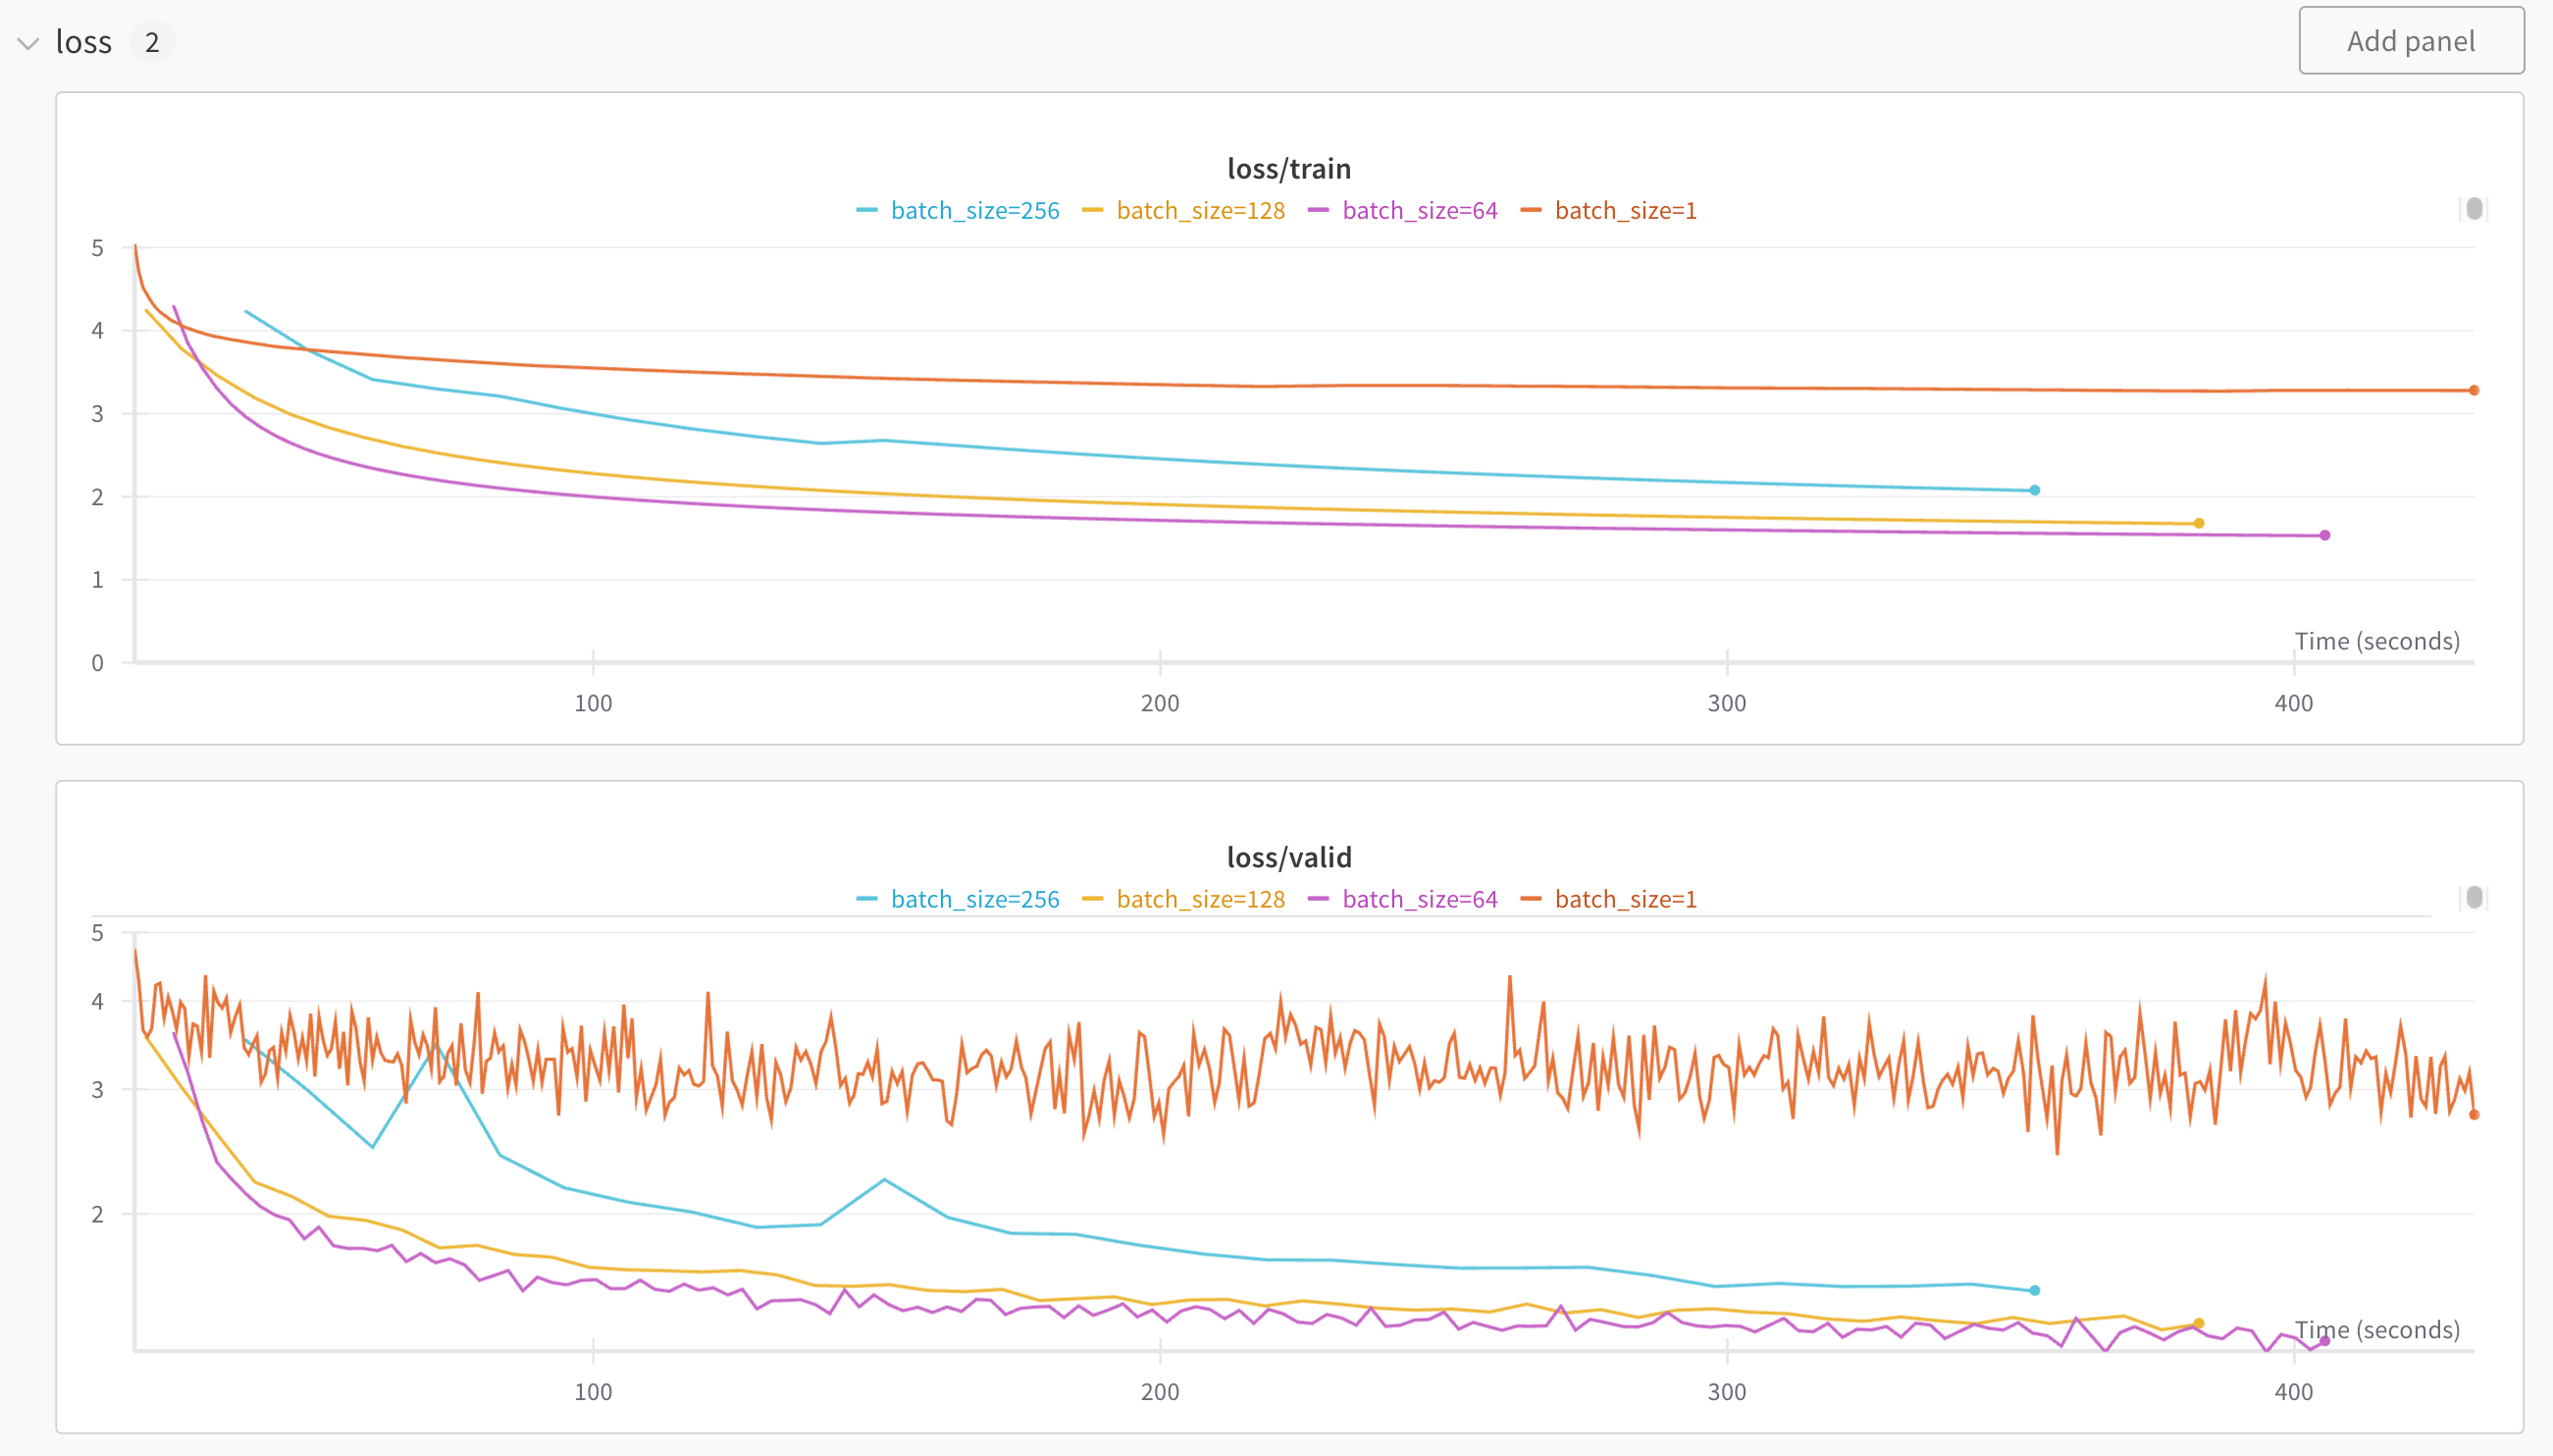 loss 2
Add panel
loss/train
batch_size=256 batch_size=128 batch_size=64 batch_size=1
5
4
3
2
1
0
Time (seconds)
100 200 300 400
loss/valid
batch_size=256 batch_size=128 batch_size=64 batch_size=1
5
4
3
2
Time (seconds)
100 200 300 400